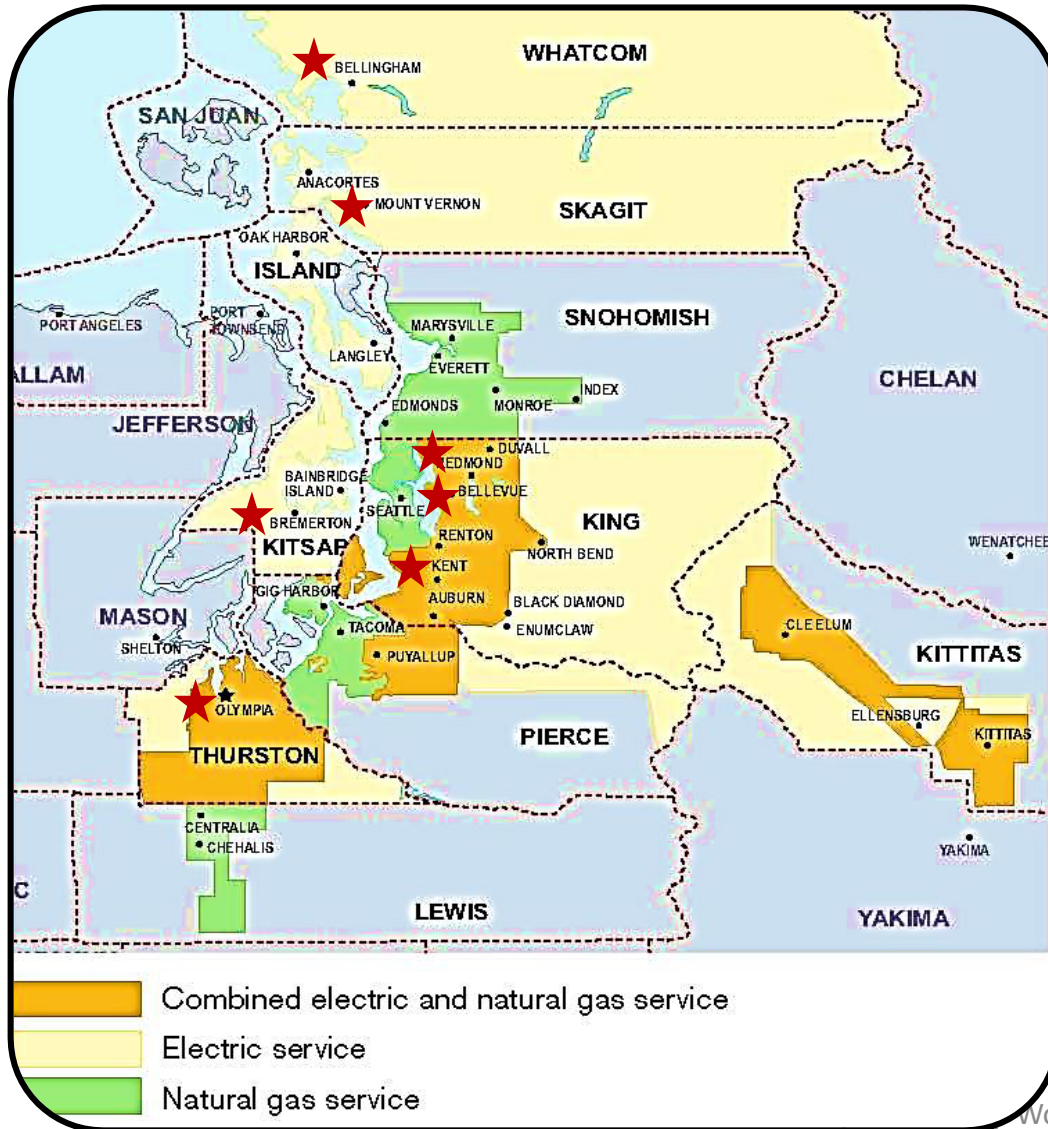 WHATCOM
BELLINGHAM
SAN JUAN
ANACORTES
MOUNT VERNON
SKAGIT
OAK HARBOR
ISLAND
PORT ANGELES
PORT
TOWNSEND
SNOHOMISH
MARYSVILLE
LANGLEY
EVERETT
ALLAM
CHELAN
INDEX
MONROE
EDMONDS
JEFFERSON
DUVALL
REDMOND
BAINBRIDGE
ISLAND
BELLEVUE
SEATTLE
BREMERTON
KING
RENTON
NORTH BEND
WENATCHEE
KITSAP
KENT
GIG HARBOR
AUBURN
BLACK DIAMOND
ENUMCLAW
MASON
TACOMA
CLEELUM
SHELTON
PUYALLUP
KITTITAS
OLYMPIA
ELLENSBURG
KITTITAS
PIERCE
THURSTON
CENTRALIA
CHEHALIS
YAKIMA
C
LEWIS
YAKIMA
Combined electric and natural gas service
Electric service
Natural gas service